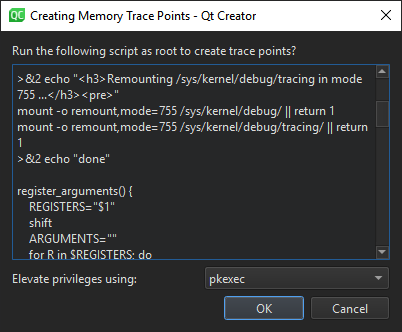 QC Creating Memory Trace Points - Qt Creator
Run the following script as root to create trace points?
>&2 echo "<h3>Remounting /sys/kernel/debug/tracing in mode
755 ...</h3><pre>"
mount -o remount,mode=755 /sys/kernel/debug/ || return 1
mount -o remount,mode=755 /sys/kernel/debug/tracing/ || return
1
>&2 echo "done"
register_arguments() {
REGISTERS="$1"
shift
ARGUMENTS=""
for R in $REGISTERS; do
Elevate privileges using:
pkexec
OK
Cancel